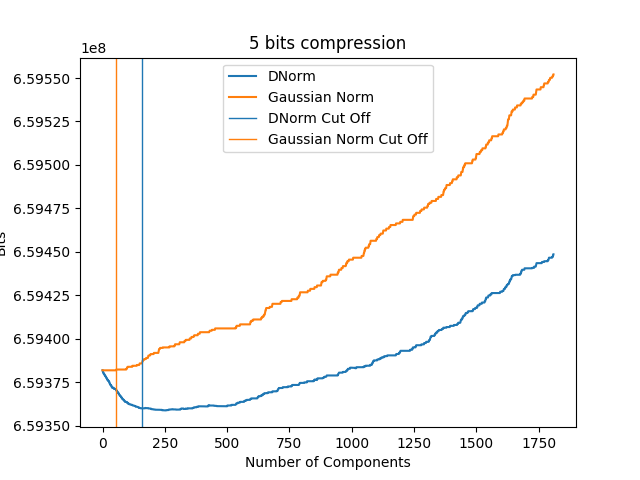 5 bits compression
1e8
DNorm
Gaussian Norm
DNorm Cut Off
Gaussian Norm Cut Off
6.59550
6.59525
6.59500
6.59475
6.59450
6.59425
6.59400
6.59375
6.59350
Bits
0 250 500 750 1000 1250 1500 1750
Number of Components